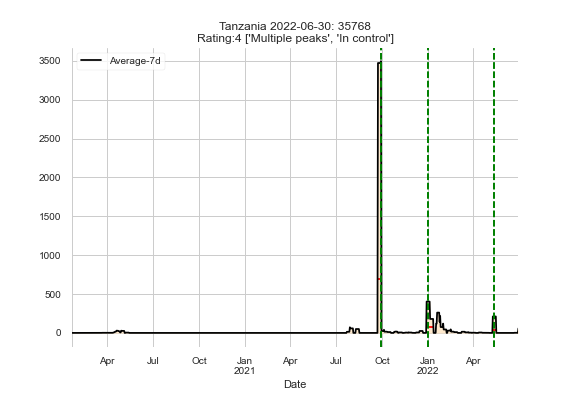 Tanzania 2022-06-30: 35768
Rating:4 ['Multiple peaks', 'In control']
Average-7d
3500
3000
2500
2000
1500
1000
500
0
Apr Jul Oct Jan Apr Jul Oct Jan Apr
2021 2022
Date